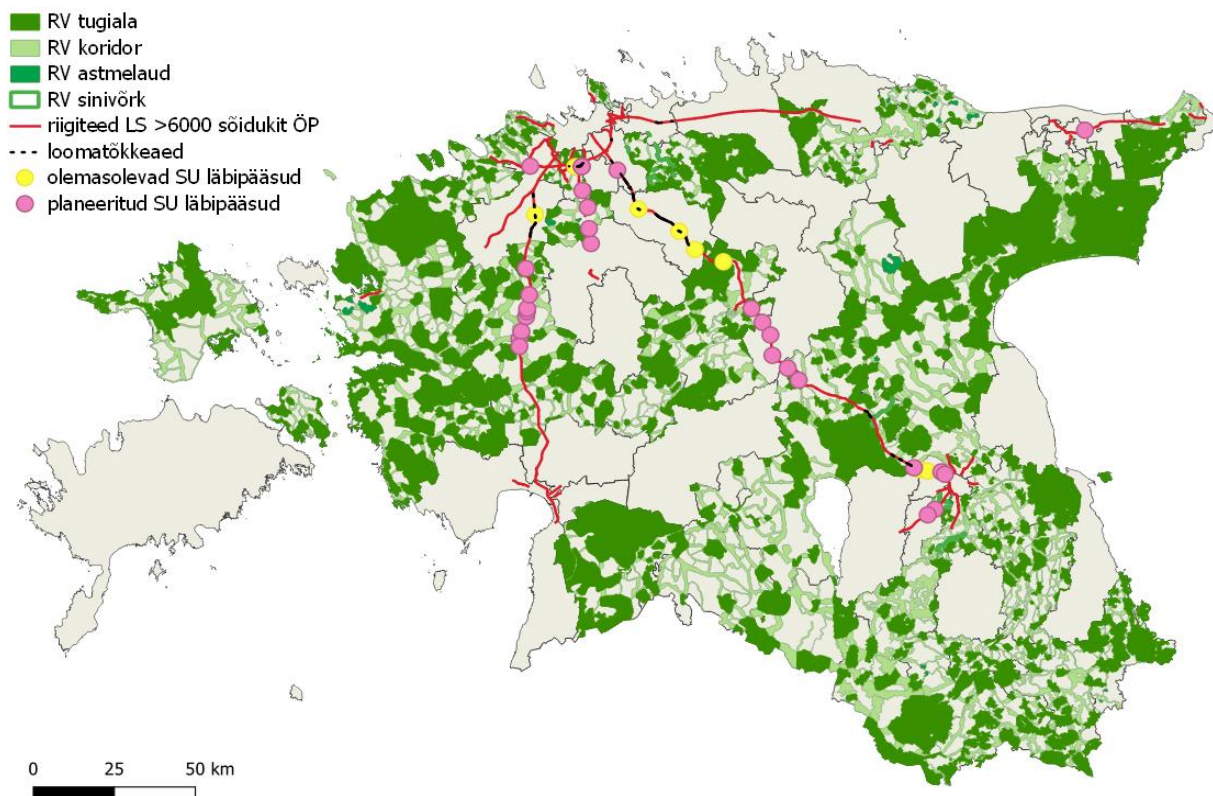 RV tugiala
RV koridor
RV astmelaud
RV sinivõrk
riigiteed LS >6000 sõidukit ÖP
loomatõkkeaed
olemasolevad SU läbipääsud
planeeritud SU läbipääsud
0 25 50 km